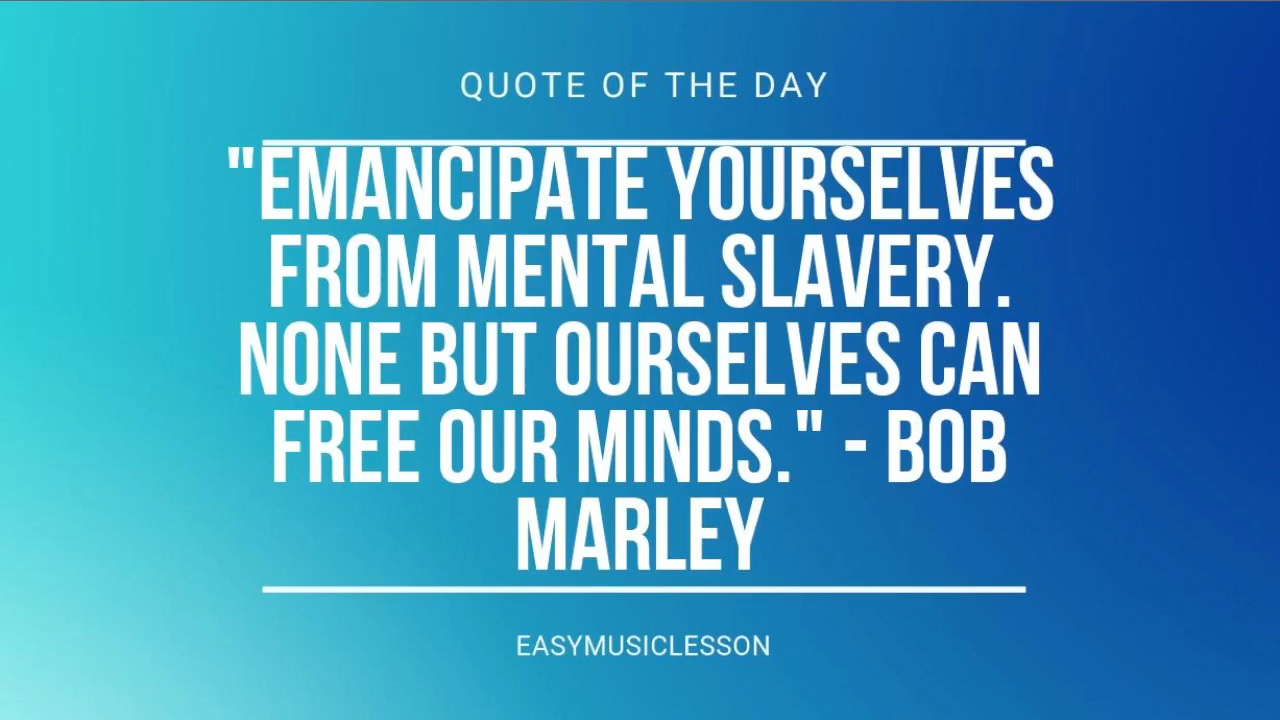 QUOTE OF THE DAY
"EMANCIPATE YOURSELVES
FROM MENTAL SLAVERY.
NONE BUT OURSELVES CAN
FREE OUR MINDS." - BOB
MARLEY
EASYMUSICLESSON